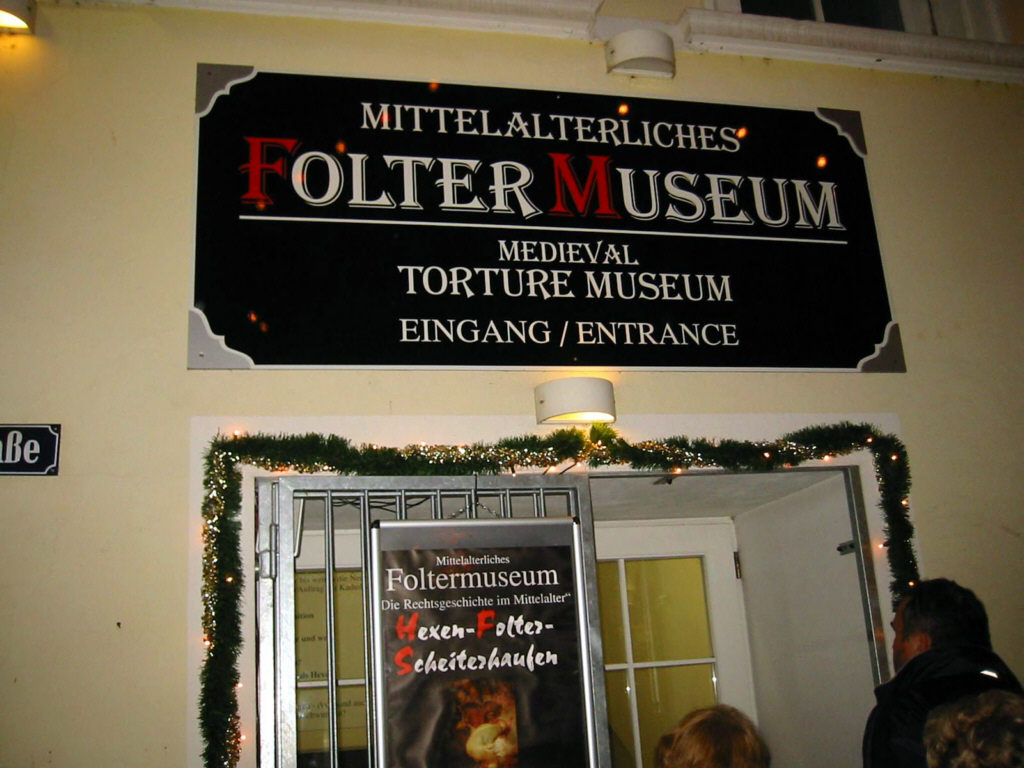 MITTELALTERLICHES
FOLTER MUSEUM
MEDIEVAL
TORTURE MUSEUM
EINGANG / ENTRANCE
aße
Mittelalterliches
Foltermuseum
Die Rechtsgeschichte im Mittelalter"
Hexen-Folter-
Scheiterhaufen